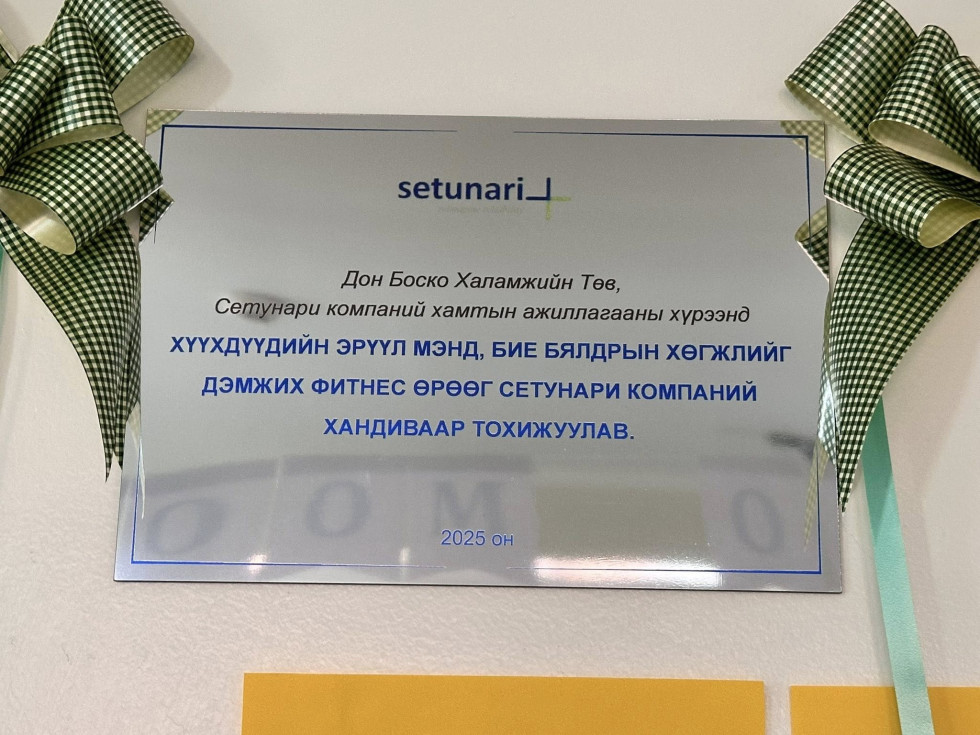 setunari
Дон Боско Халамжийн Төв,
Сетунари компаний хамтын ажиллагааны хүрээнд
ХҮҮХДҮҮДИЙН ЭРҮҮЛ МЭНД, БИЕ БЯЛДРЫН ХӨГЖЛИЙГ
ДЭМЖИХ ФИТНЕС ӨРӨӨГ СЕТУНАРИ КОМПАНИЙ
ХАНДИВААР ТОХИЖУУЛАВ.
2025 он